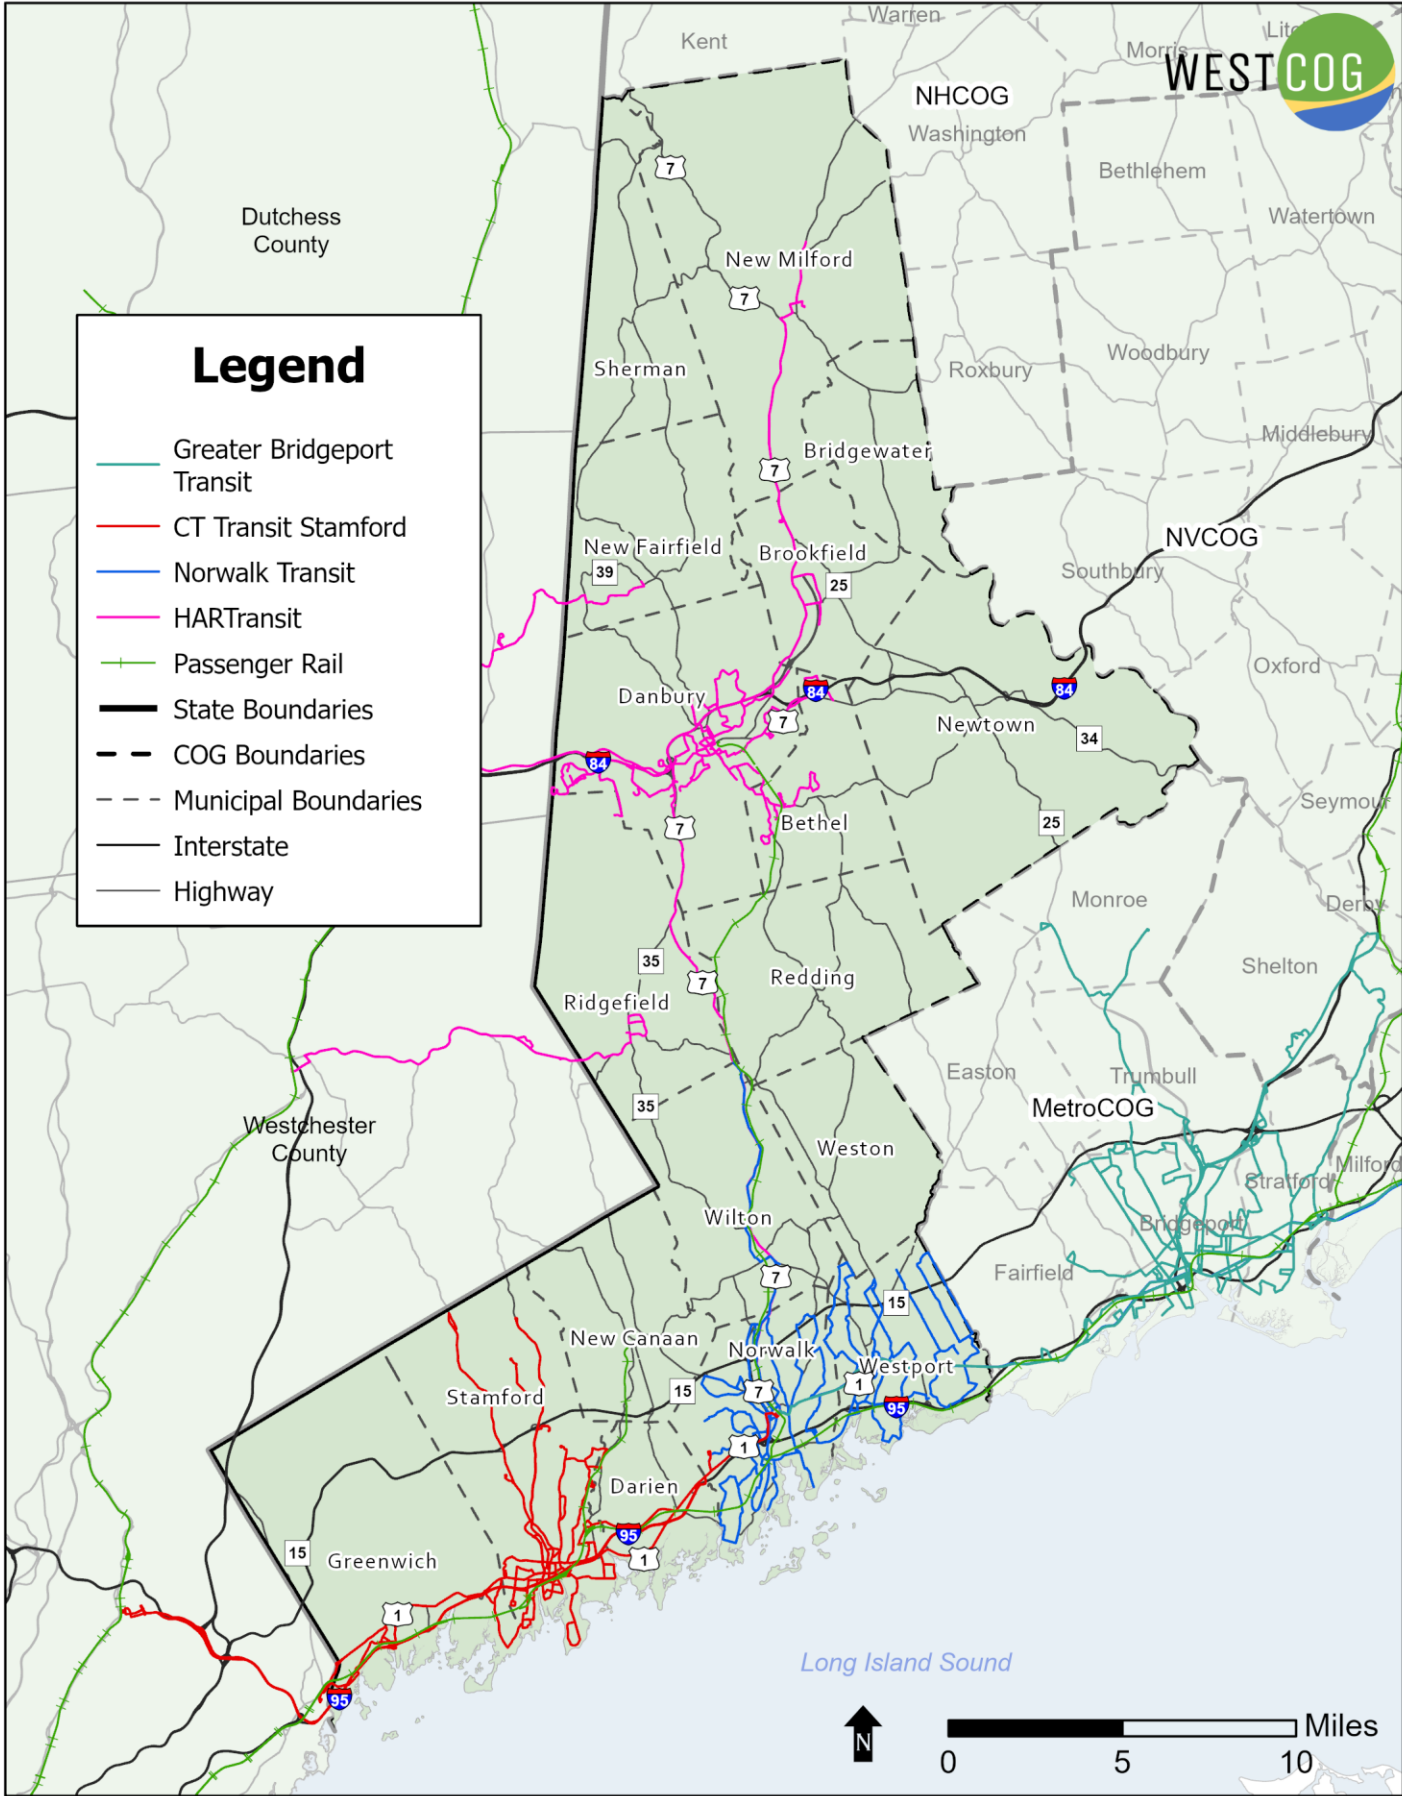 Warren
Kent
Litc
Morris
WESTCOG
NHCOG
Washington
Bethlehem
7
Dutchess
County
Watertown
New Milford
7
Legend
Greater Bridgeport
Transit
CT Transit Stamford
Norwalk Transit
HARTransit
Passenger Rail
State Boundaries
COG Boundaries
Municipal Boundaries
Interstate
Highway
Sherman
Roxbury
Woodbury
Middlebury
Bridgewater
7
NVCOG
New Fairfield
Brookfield
39
25
Southbury
Oxford
Danbury
84
84
7
Newtown
34
84
Seymour
7
Bethel
25
Monroe
Derby
35
7
Redding
Shelton
Ridgefield
Easton
Trumbull
35
MetroCOG
Westchester
County
Weston
Milford
Stratford
Wilton
Bridgeport
7
Fairfield
15
New Canaan
Norwalk
Westport
Stamford
15
7
1
95
1
Darien
95
15
Greenwich
1
1
95
Long Island Sound
N
Miles
0
5
10